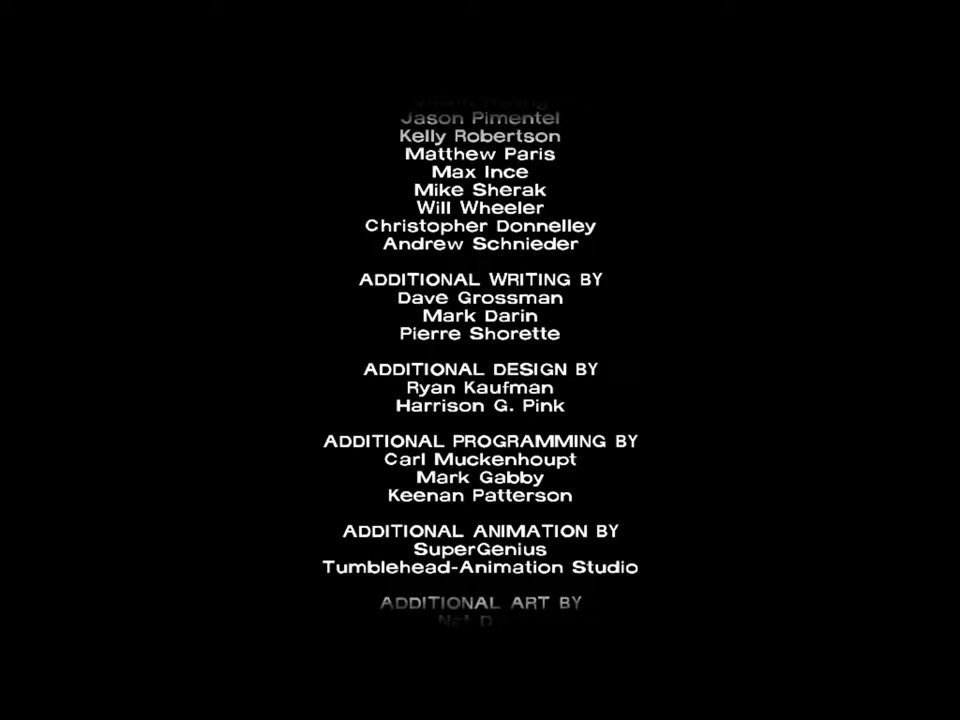 Jason Pimentel
Kelly Robertson
Matthew Paris
Max Ince
Mike Sherak
Will Wheeler
Christopher Donnelley
Andrew Schnieder
ADDITIONAL WRITING BY
Dave Grossman
Mark Darin
Pierre Shorette
ADDITIONAL DESIGN BY
Ryan Kaufman
Harrison G. Pink
ADDITIONAL PROGRAMMING BY
Carl Muckenhoupt
Mark Gabby
Keenan Patterson
ADDITIONAL ANIMATION BY
SuperGenius
Tumblehead-Animation Studio
ADDITIONAL ART BY